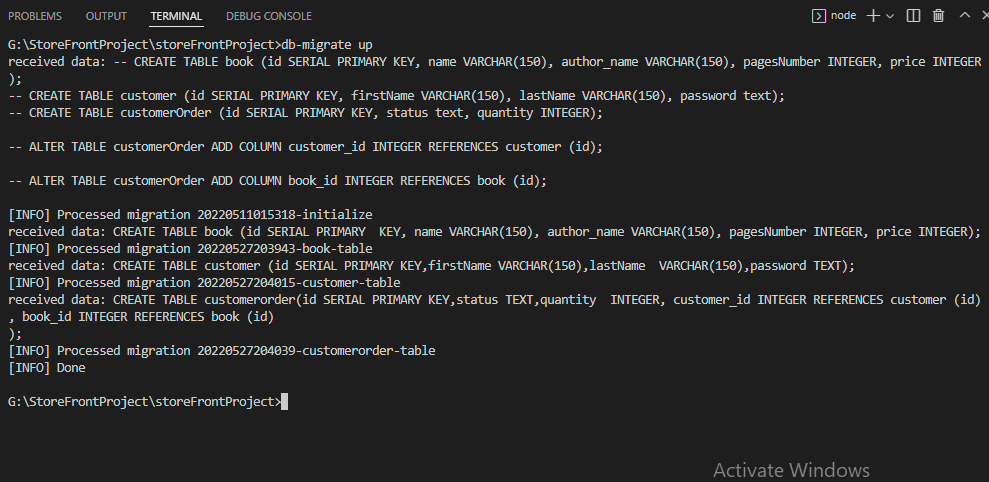 PROBLEMS OUTPUT TERMINAL DEBUG CONSOLE node
G:\StoreFrontProject\storeFrontProject>db-migrate up
received data: -- CREATE TABLE book (id SERIAL PRIMARY KEY, name VARCHAR(150), author_name VARCHAR(150), pagesNumber INTEGER, price INTEGER
);
-- CREATE TABLE customer (id SERIAL PRIMARY KEY, firstName VARCHAR(150), lastName VARCHAR(150), password text);
-- CREATE TABLE customerOrder (id SERIAL PRIMARY KEY, status text, quantity INTEGER);
-- ALTER TABLE customerOrder ADD COLUMN customer_id INTEGER REFERENCES customer (id);
-- ALTER TABLE customerOrder ADD COLUMN book_id INTEGER REFERENCES book (id);
[INFO] Processed migration 20220511015318-initialize
received data: CREATE TABLE book (id SERIAL PRIMARY  KEY, name VARCHAR(150), author_name VARCHAR(150), pagesNumber INTEGER, price INTEGER);
[INFO] Processed migration 20220527203943-book-table
received data: CREATE TABLE customer (id SERIAL PRIMARY KEY,firstName VARCHAR(150),lastName  VARCHAR(150),password TEXT);
[INFO] Processed migration 20220527204015-customer-table
received data: CREATE TABLE customerorder(id SERIAL PRIMARY KEY,status TEXT,quantity  INTEGER, customer_id INTEGER REFERENCES customer (id)
, book_id INTEGER REFERENCES book (id)
);
[INFO] Processed migration 20220527204039-customerorder-table
[INFO] Done
G:\StoreFrontProject\storeFrontProject>
Activate Windows